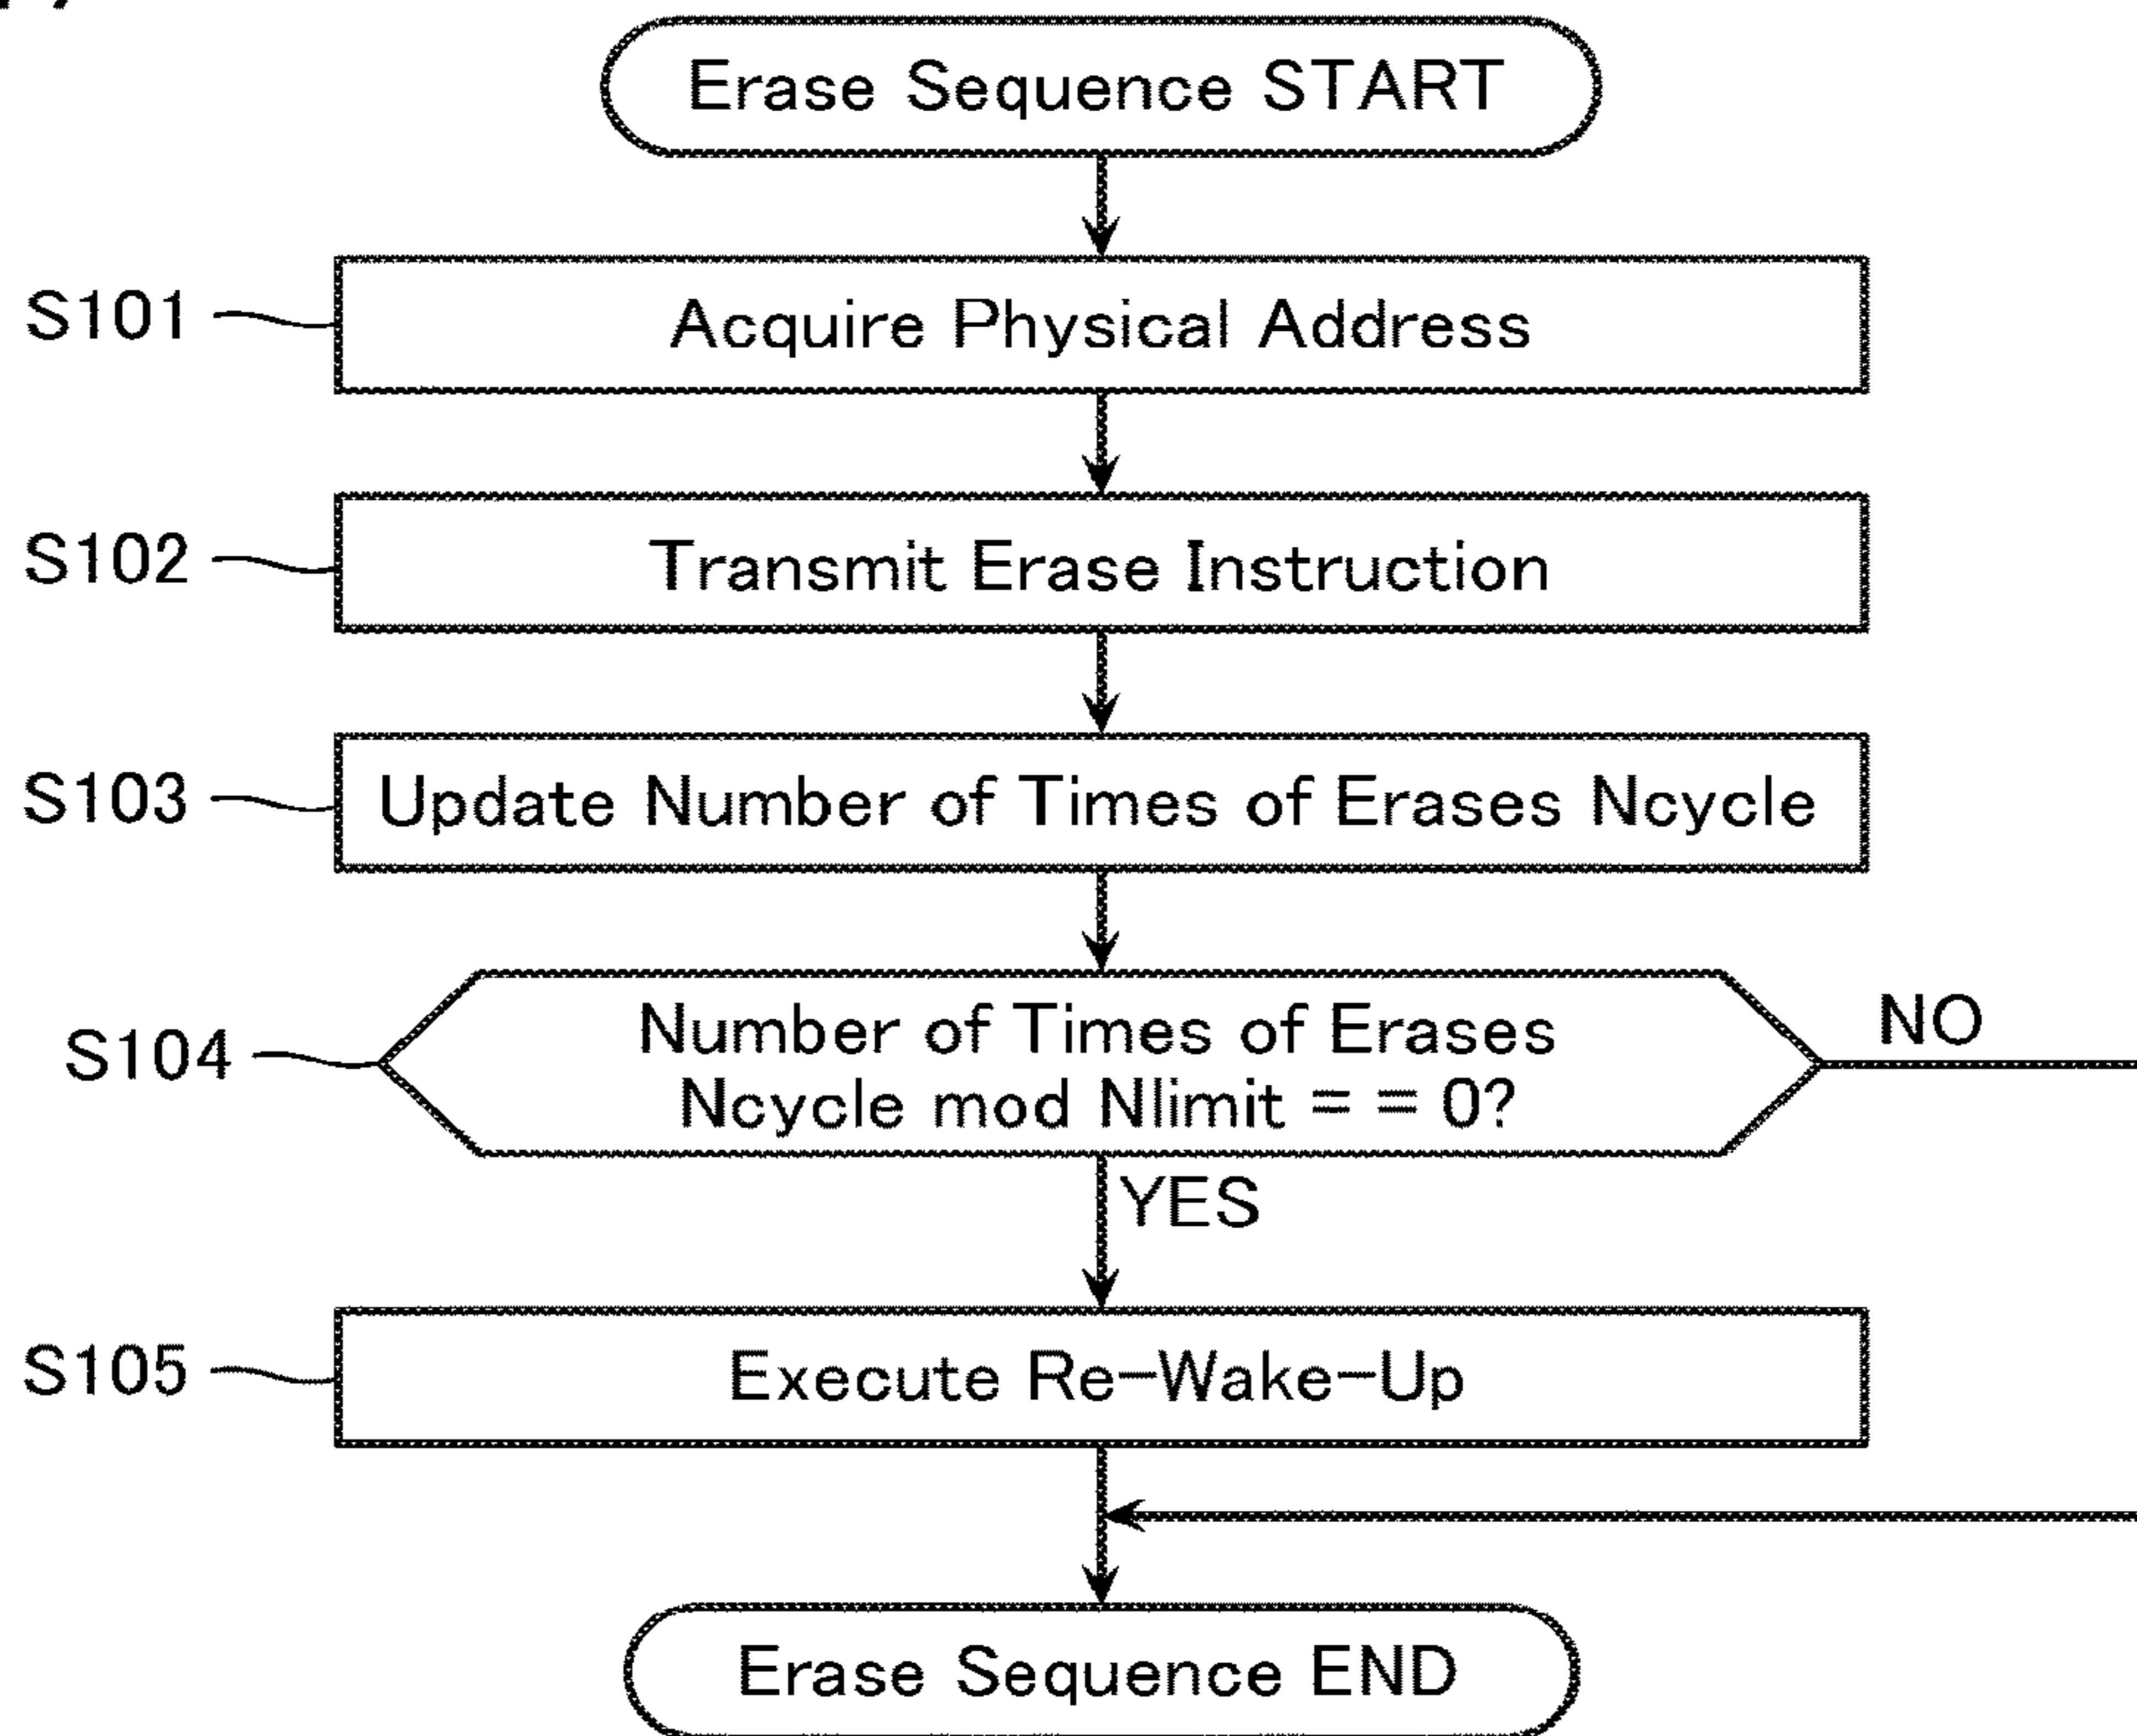 Erase Sequence START
S101
Acquire Physical Address
S102
Transmit Erase Instruction
S103
Update Number of Times of Erases Ncycle
S104
Number of Times of Erases
Ncycle mod Nlimit = = 0?
NO
YES
S105
Execute Re-Wake-Up
Erase Sequence END